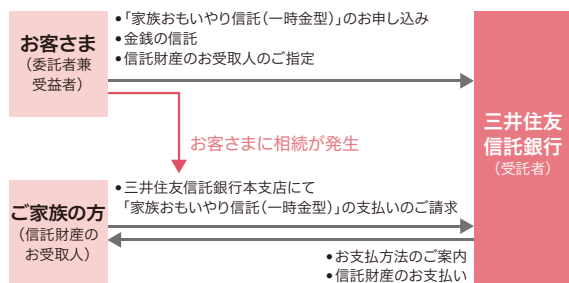 お客さま
（委託者兼
受益者）
•「家族おもいやり信託（一時金型）」のお申し込み
•金銭の信託
•信託財産のお受取人のご指定
お客さまに相続が発生
三井住友
信託銀行
（受託者）
ご家族の方
（信託財産の
お受取人）
•三井住友信託銀行本支店にて
「家族おもいやり信託（一時金型）」の支払いのご請求
•お支払方法のご案内
•信託財産のお支払い